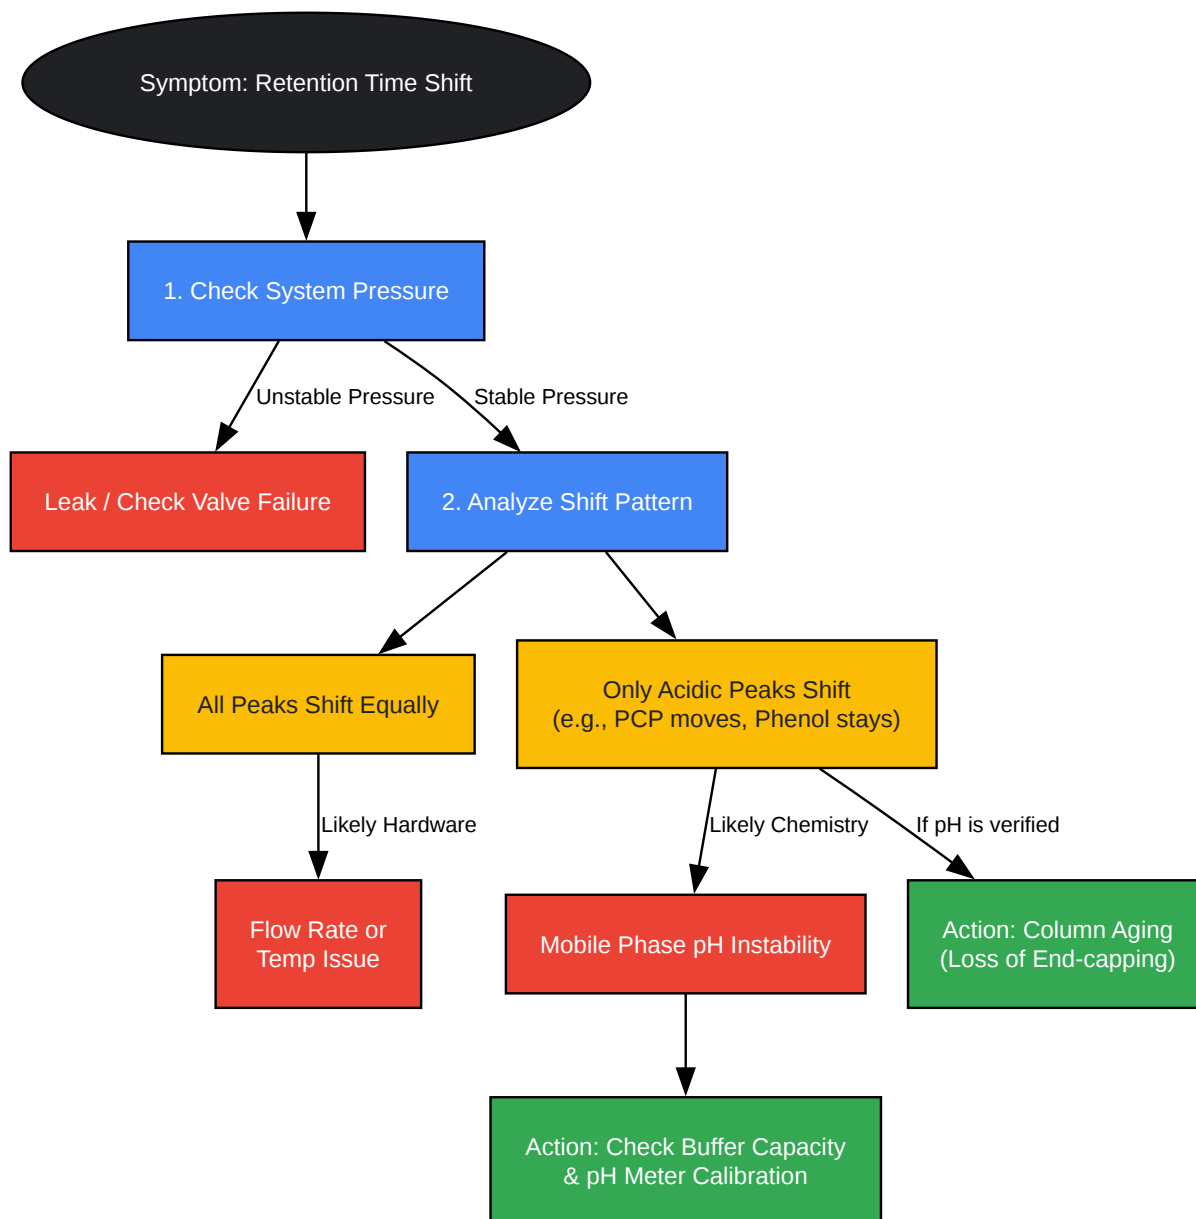 Symptom: Retention Time Shift
1. Check System Pressure
Unstable Pressure
Stable Pressure
Leak / Check Valve Failure
2. Analyze Shift Pattern
All Peaks Shift Equally
Only Acidic Peaks Shift
(e.g., PCP moves, Phenol stays)
Likely Hardware
Likely Chemistry
If pH is verified
Flow Rate or
Temp Issue
Mobile Phase pH Instability
Action: Column Aging
(Loss of End-capping)
Action: Check Buffer Capacity
& pH Meter Calibration